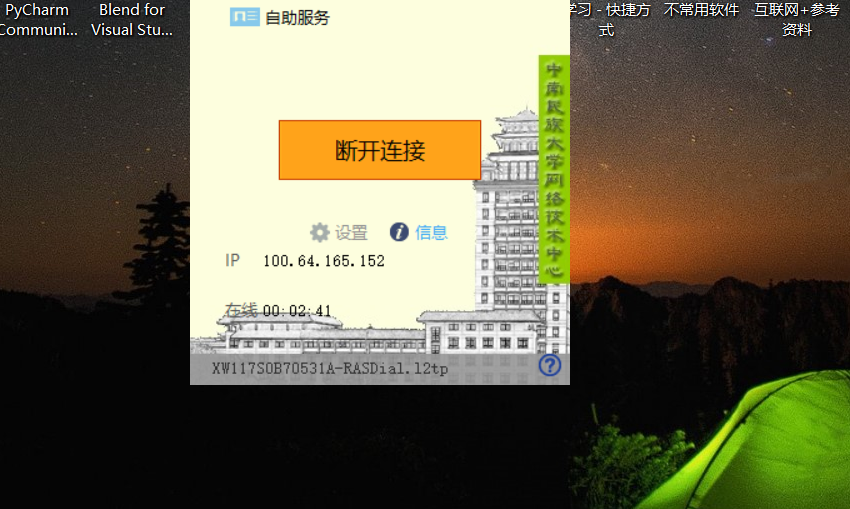 PyCharm
Communi...
Blend for
Visual Stu...
学习 - 快捷方
式
不常用软件
互联网+参考
资料
自助服务
断开连接
设置
信息
IP
100.64.165.152
在线 00:02:41
XW117S0B70531A-RASDial.l2tp
?
中南民族大学网络技术中心